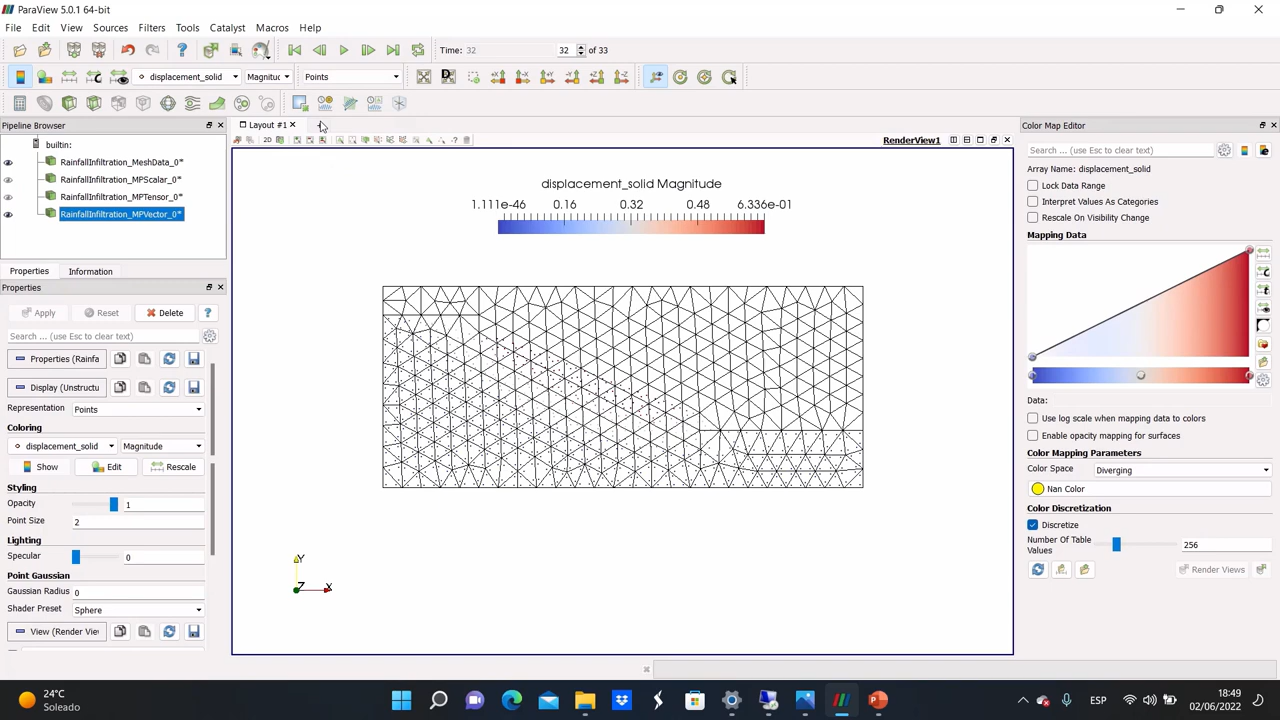 ParaView 5.0.1 64-bit
File Edit View Sources Filters Tools Catalyst Macros Help
Time: 32 32 of 33
displacement_solid Magnituc Points
Pipeline Browser
Layout #1
Color Map Editor
builtin:
RainfallInfiltration_MeshData_0*
RainfallInfiltration_MPScalar_0*
RainfallInfiltration_MPTensor_0*
RainfallInfiltration_MPVector_0*
2D
RenderView1
Properties Information
Properties
Apply Reset Delete ?
Search ... (use Esc to clear text)
Properties (Rainfa
Display (Unstructu
Representation Points
Coloring
displacement_solid Magnitude
Show Edit Rescale
Styling
Opacity 1
Point Size 2
Lighting
Specular 0
Point Gaussian
Gaussian Radius 0
Shader Preset Sphere
View (Render Vie
displacement_solid Magnitude
1.111e-46 0.16 0.32 0.48 6.336e-01
Y
Z X
Search ... (use Esc to clear text)
Array Name: displacement_solid
Lock Data Range
Interpret Values As Categories
Rescale On Visibility Change
Mapping Data
Data:
Use log scale when mapping data to colors
Enable opacity mapping for surfaces
Color Mapping Parameters
Color Space Diverging
Nan Color
Color Discretization
Discretize
Number Of Table Values 256
Render Views
24°C
Soleado
ESP
18:49
02/06/2022